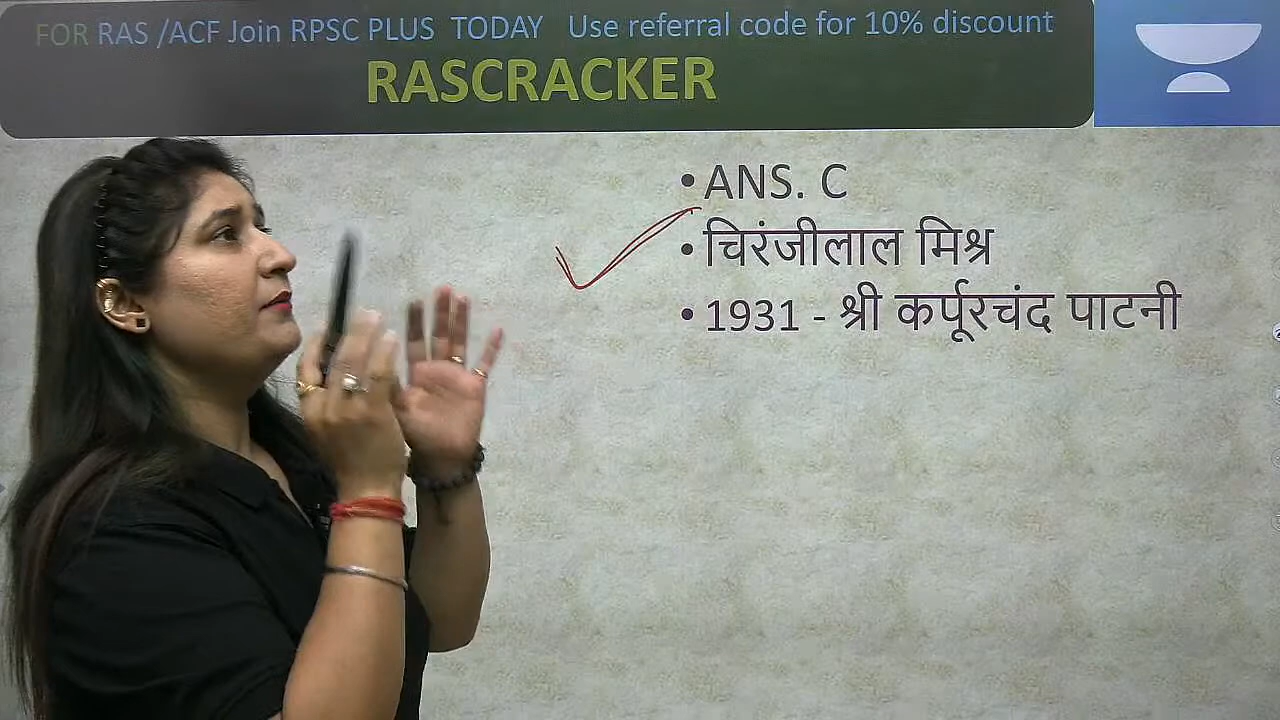 FOR RAS /ACF Join RPSC PLUS TODAY Use referral code for 10% discount
RASCRACKER
• ANS. C
• चिरंजीलाल मिश्र
• 1931 - श्री कर्पूरचंद पाटनी